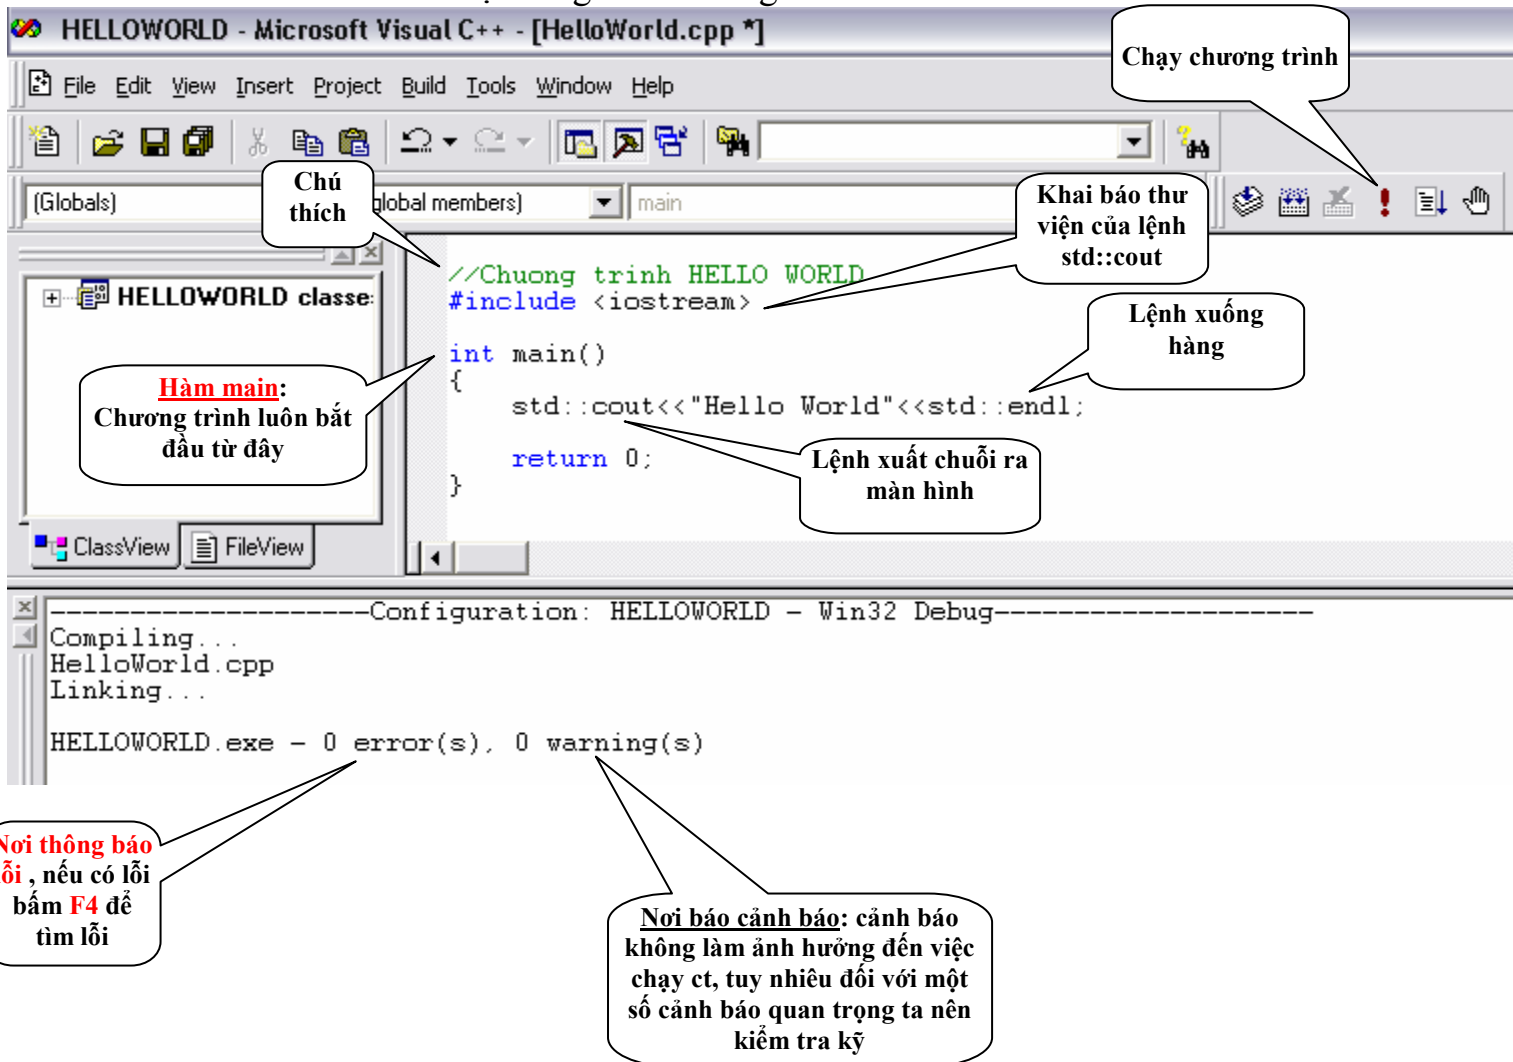 HELLOWORLD - Microsoft Visual C++ - [HelloWorld.cpp *]
Chạy chương trình
File Edit View Insert Project Build Tools Window Help
Chú
thích
(Globals)
global members)
main
Khai báo thư
viện của lệnh
std::cout
HELLOWORLD classe
//Chuong trinh HELLO WORLD
#include <iostream>
Lệnh xuống
hàng
int main()
{
std::cout<<"Hello World"<<std::endl;
return 0;
}
Hàm main:
Chương trình luôn bắt
đầu từ đây
Lệnh xuất chuỗi ra
màn hình
ClassView FileView
--------------------Configuration: HELLOWORLD - Win32 Debug--------------------
Compiling...
HelloWorld.cpp
Linking...
HELLOWORLD.exe - 0 error(s), 0 warning(s)
Nơi thông báo
lỗi , nếu có lỗi
bấm F4 để
tìm lỗi
Nơi báo cảnh báo: cảnh báo
không làm ảnh hưởng đến việc
chạy ct, tuy nhiêu đối với một
số cảnh báo quan trọng ta nên
kiểm tra kỹ